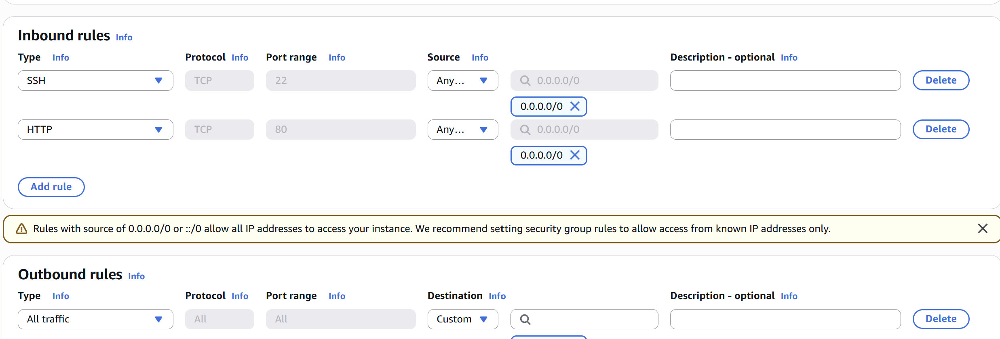 Inbound rules Info
Type Info Protocol Info Port range Info Source Info Description - optional Info
SSH TCP 22 Any... 0.0.0.0/0 Delete
0.0.0.0/0
HTTP TCP 80 Any... 0.0.0.0/0 Delete
0.0.0.0/0
Add rule
Rules with source of 0.0.0.0/0 or ::/0 allow all IP addresses to access your instance. We recommend setting security group rules to allow access from known IP addresses only.
Outbound rules Info
Type Info Protocol Info Port range Info Destination Info Description - optional Info
All traffic All All Custom Delete